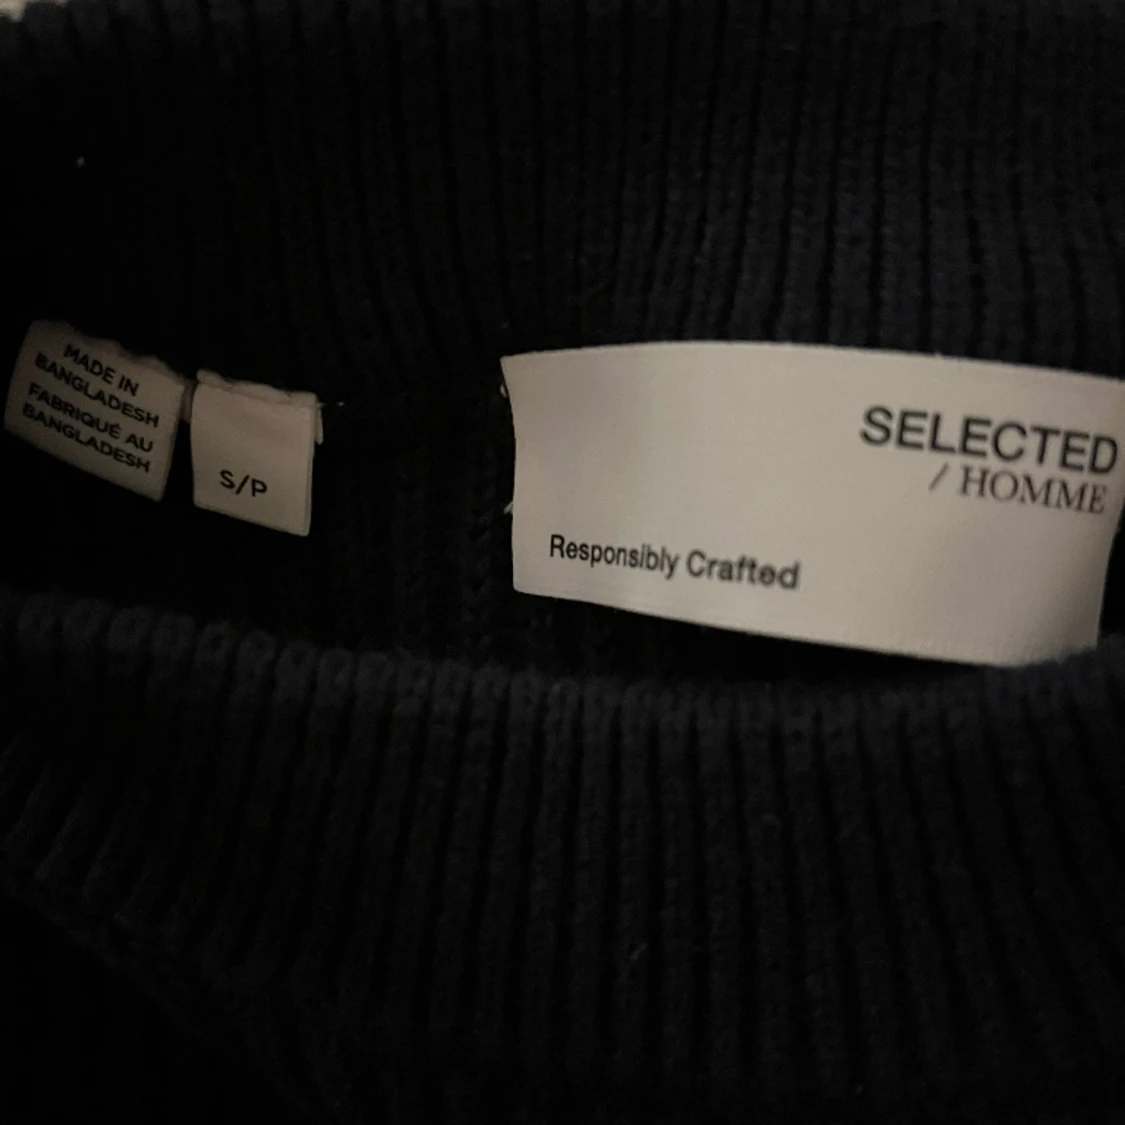 MADE IN
BANGLADESH
FABRIQUÉ AU
BANGLADESH
S/P
SELECTED
/ HOMME
Responsibly Crafted